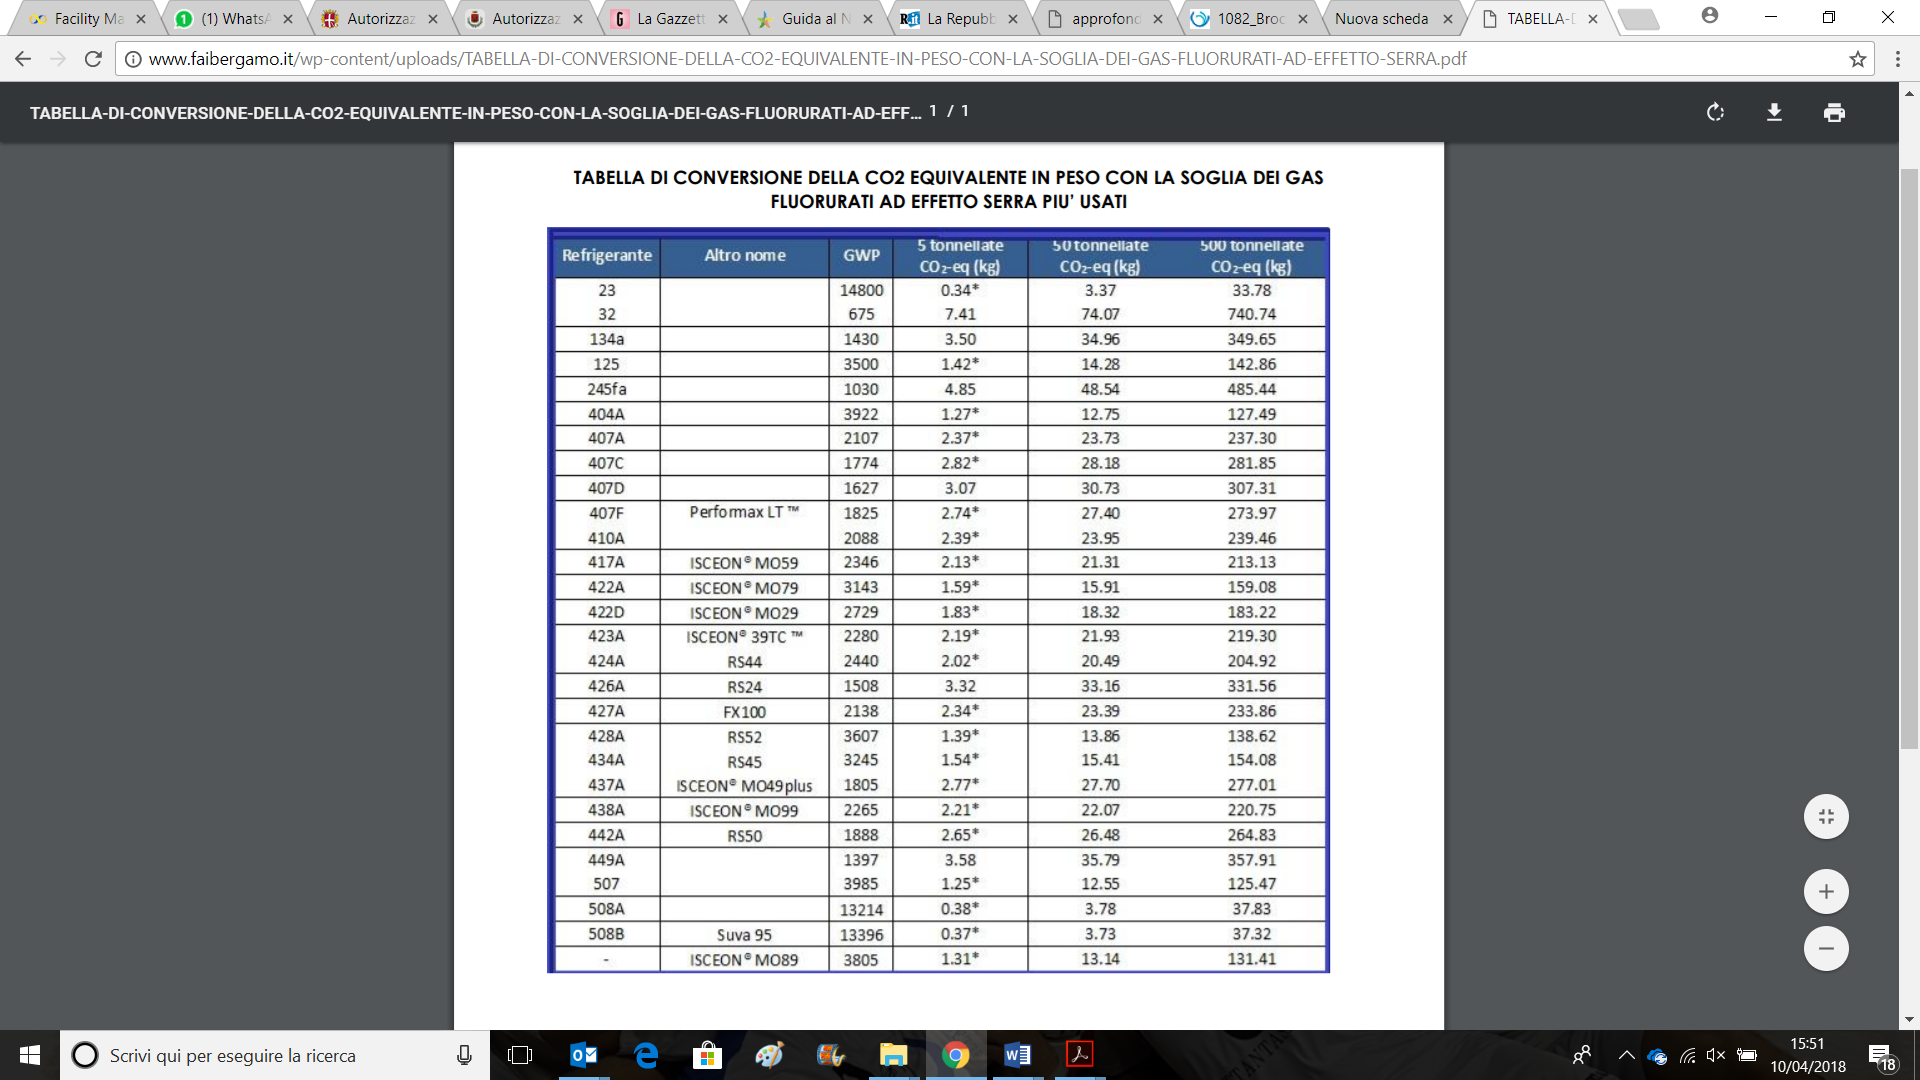 Facility Ma
(1) WhatsA
Autorizzaz
Autorizzaz
La Gazzett
Guida al N
La Repubb
approfond
1082_Broc
Nuova scheda
TABELLA-D
www.faibergamo.it/wp-content/uploads/TABELLA-DI-CONVERSIONE-DELLA-CO2-EQUIVALENTE-IN-PESO-CON-LA-SOGLIA-DEI-GAS-FLUORURATI-AD-EFFETTO-SERRA.pdf
TABELLA-DI-CONVERSIONE-DELLA-CO2-EQUIVALENTE-IN-PESO-CON-LA-SOGLIA-DEI-GAS-FLUORURATI-AD-EFF... 1 / 1
TABELLA DI CONVERSIONE DELLA CO2 EQUIVALENTE IN PESO CON LA SOGLIA DEI GAS
FLUORURATI AD EFFETTO SERRA PIU' USATI
Refrigerante Altro nome GWP 5 tonnellate CO₂-eq (kg) 50 tonnellate CO₂-eq (kg) 500 tonnellate CO₂-eq (kg)
23 14800 0.34* 3.37 33.78
32 675 7.41 74.07 740.74
134a 1430 3.50 34.96 349.65
125 3500 1.42* 14.28 142.86
245fa 1030 4.85 48.54 485.44
404A 3922 1.27* 12.75 127.49
407A 2107 2.37* 23.73 237.30
407C 1774 2.82* 28.18 281.85
407D 1627 3.07 30.73 307.31
407F Performax LT ™ 1825 2.74* 27.40 273.97
410A 2088 2.39* 23.95 239.46
417A ISCEON® MO59 2346 2.13* 21.31 213.13
422A ISCEON® MO79 3143 1.59* 15.91 159.08
422D ISCEON® MO29 2729 1.83* 18.32 183.22
423A ISCEON® 39TC ™ 2280 2.19* 21.93 219.30
424A RS44 2440 2.02* 20.49 204.92
426A RS24 1508 3.32 33.16 331.56
427A FX100 2138 2.34* 23.39 233.86
428A RS52 3607 1.39* 13.86 138.62
434A RS45 3245 1.54* 15.41 154.08
437A ISCEON® MO49plus 1805 2.77* 27.70 277.01
438A ISCEON® MO99 2265 2.21* 22.07 220.75
442A RS50 1888 2.65* 26.48 264.83
449A 1397 3.58 35.79 357.91
507 3985 1.25* 12.55 125.47
508A 13214 0.38* 3.78 37.83
508B Suva 95 13396 0.37* 3.73 37.32
- ISCEON® MO89 3805 1.31* 13.14 131.41
Scrivi qui per eseguire la ricerca
15:51
10/04/2018
18